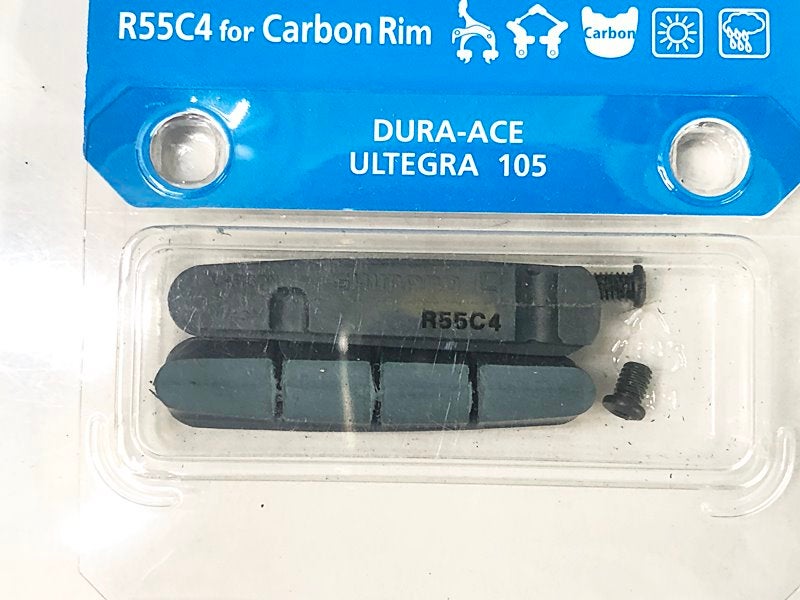 R55C4 for Carbon Rim
Carbon
DURA-ACE
ULTEGRA 105
R55C4